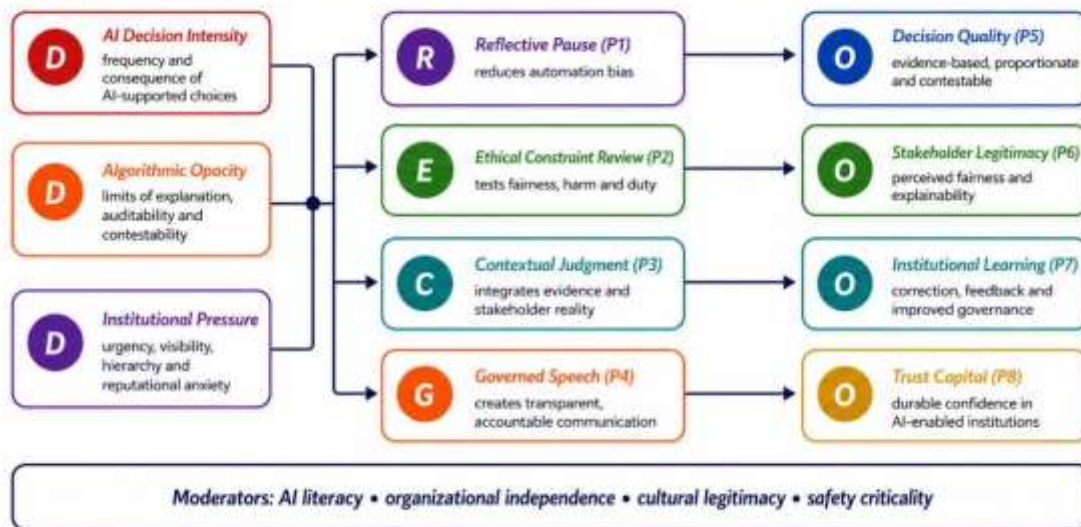 D
AI Decision Intensity
frequency and
consequence of
AI-supported choices
D
Algorithmic Opacity
limits of explanation,
auditability and
contestability
D
Institutional Pressure
urgency, visibility,
hierarchy and
reputational anxiety
R
Reflective Pause (P1)
reduces automation bias
E
Ethical Constraint Review (P2)
tests fairness, harm and duty
C
Contextual Judgment (P3)
integrates evidence and
stakeholder reality
G
Governed Speech (P4)
creates transparent,
accountable communication
O
Decision Quality (P5)
evidence-based, proportionate
and contestable
O
Stakeholder Legitimacy (P6)
perceived fairness and
explainability
O
Institutional Learning (P7)
correction, feedback and
improved governance
O
Trust Capital (P8)
durable confidence in
AI-enabled institutions
Moderators: AI literacy • organizational independence • cultural legitimacy • safety criticality